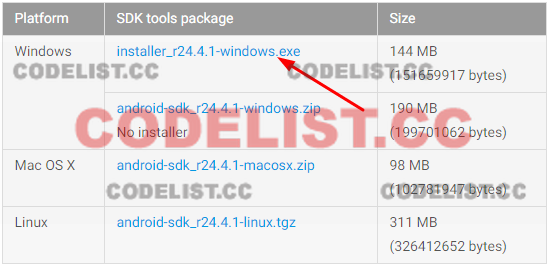 Platform SDK tools package Size
Windows installer_r24.4.1-windows.exe 144 MB
CODELIST.CC CODELIST.CC
(151659917 bytes)
android-sdk_r24.4.1-windows.zip 190 MB
No installer (199701062 bytes)
CODELIST.CC
Mac OS X android-sdk_r24.4.1-macosx.zip 98 MB
(102781947 bytes)
CODELIST.CC CODELIST.CC
Linux android-sdk_r24.4.1-linux.tgz 311 MB
(326412652 bytes)